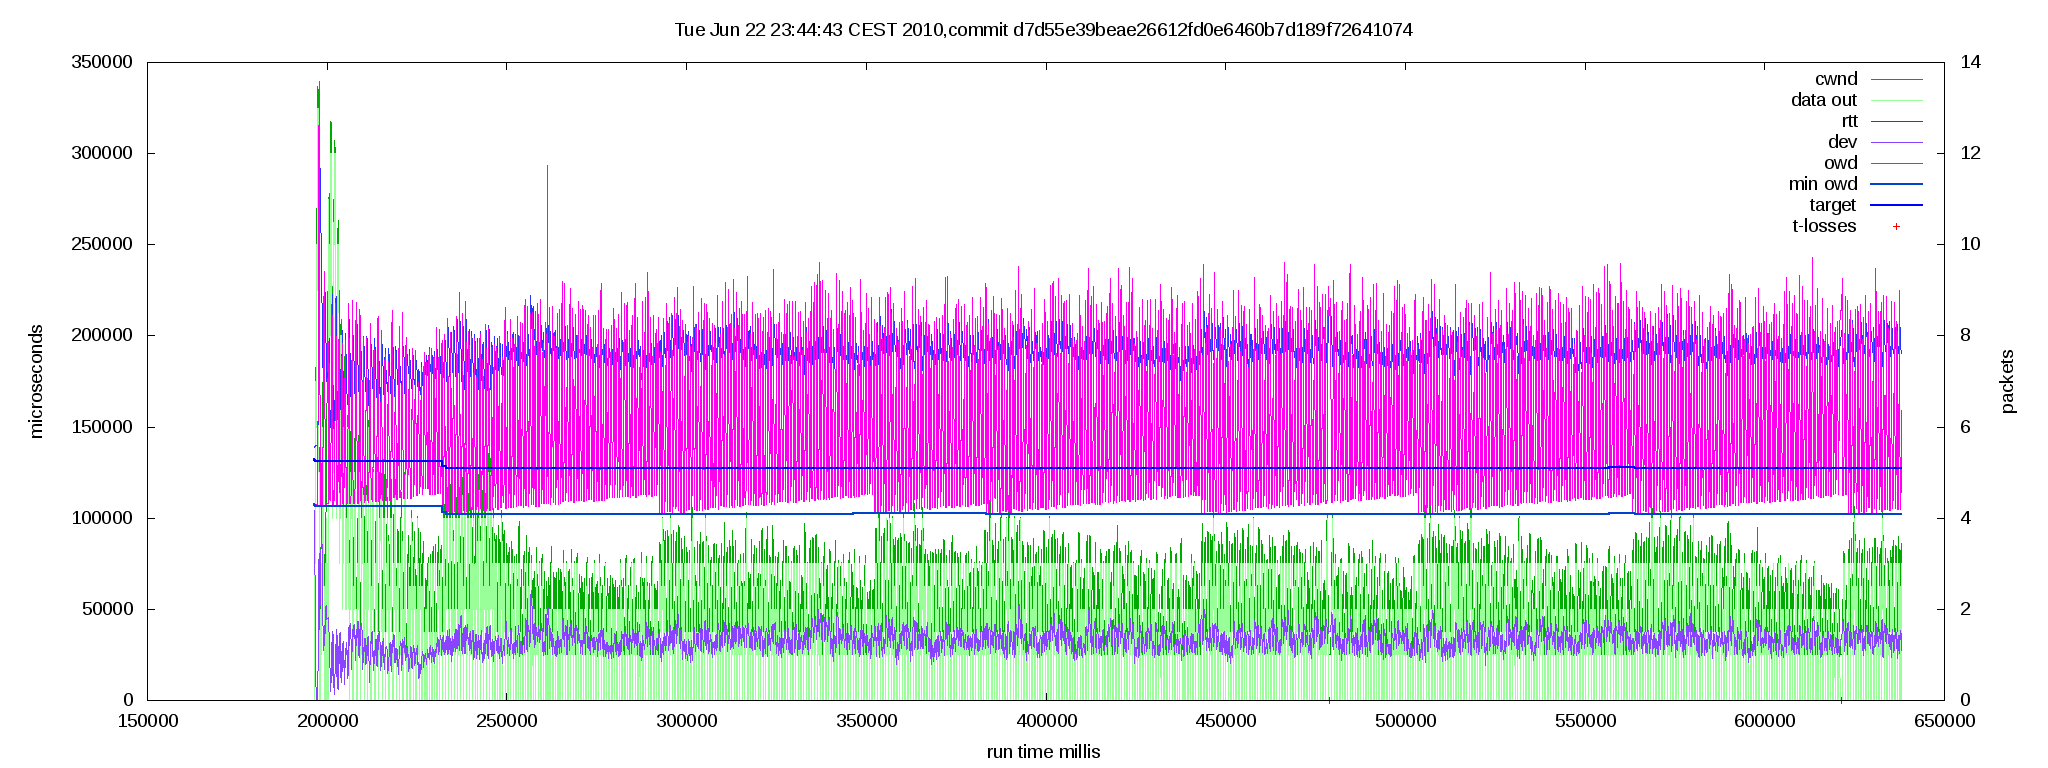 Tue Jun 22 23:44:43 CEST 2010,commit d7d55e39beae26612fd0e6460b7d189f72641074
350000
300000
250000
200000
150000
100000
50000
0
microseconds
14
12
10
8
6
4
2
0
packets
cwnd
data out
rtt
dev
owd
min owd
target
t-losses
150000 200000 250000 300000 350000 400000 450000 500000 550000 600000 650000
run time millis